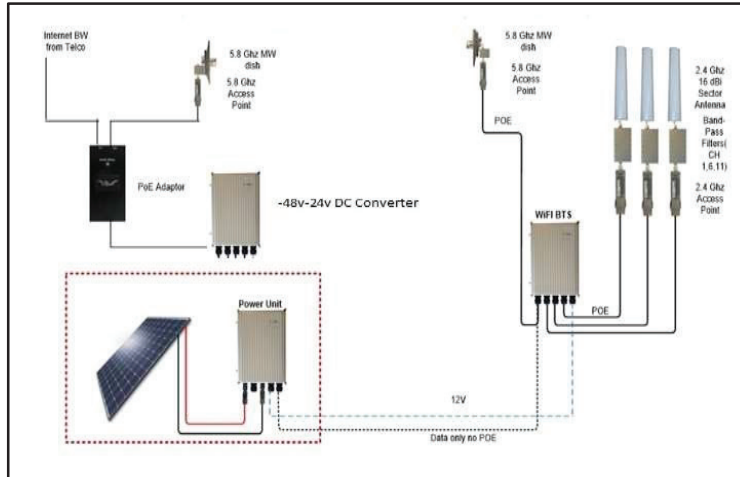 Internet BW
from Telco
5.8 Ghz MW
dish
5.8 Ghz
Access
Point
PoE Adaptor
-48v-24v DC Converter
5.8 Ghz MW
dish
5.8 Ghz
Access
Point
POE
2.4 Ghz
16 dBi
Sector
Antenna
Band-
Pass
Filters(
CH
1,6,11)
2.4 Ghz
Access
Point
WiFI BTS
POE
Power Unit
12V
Data only no POE